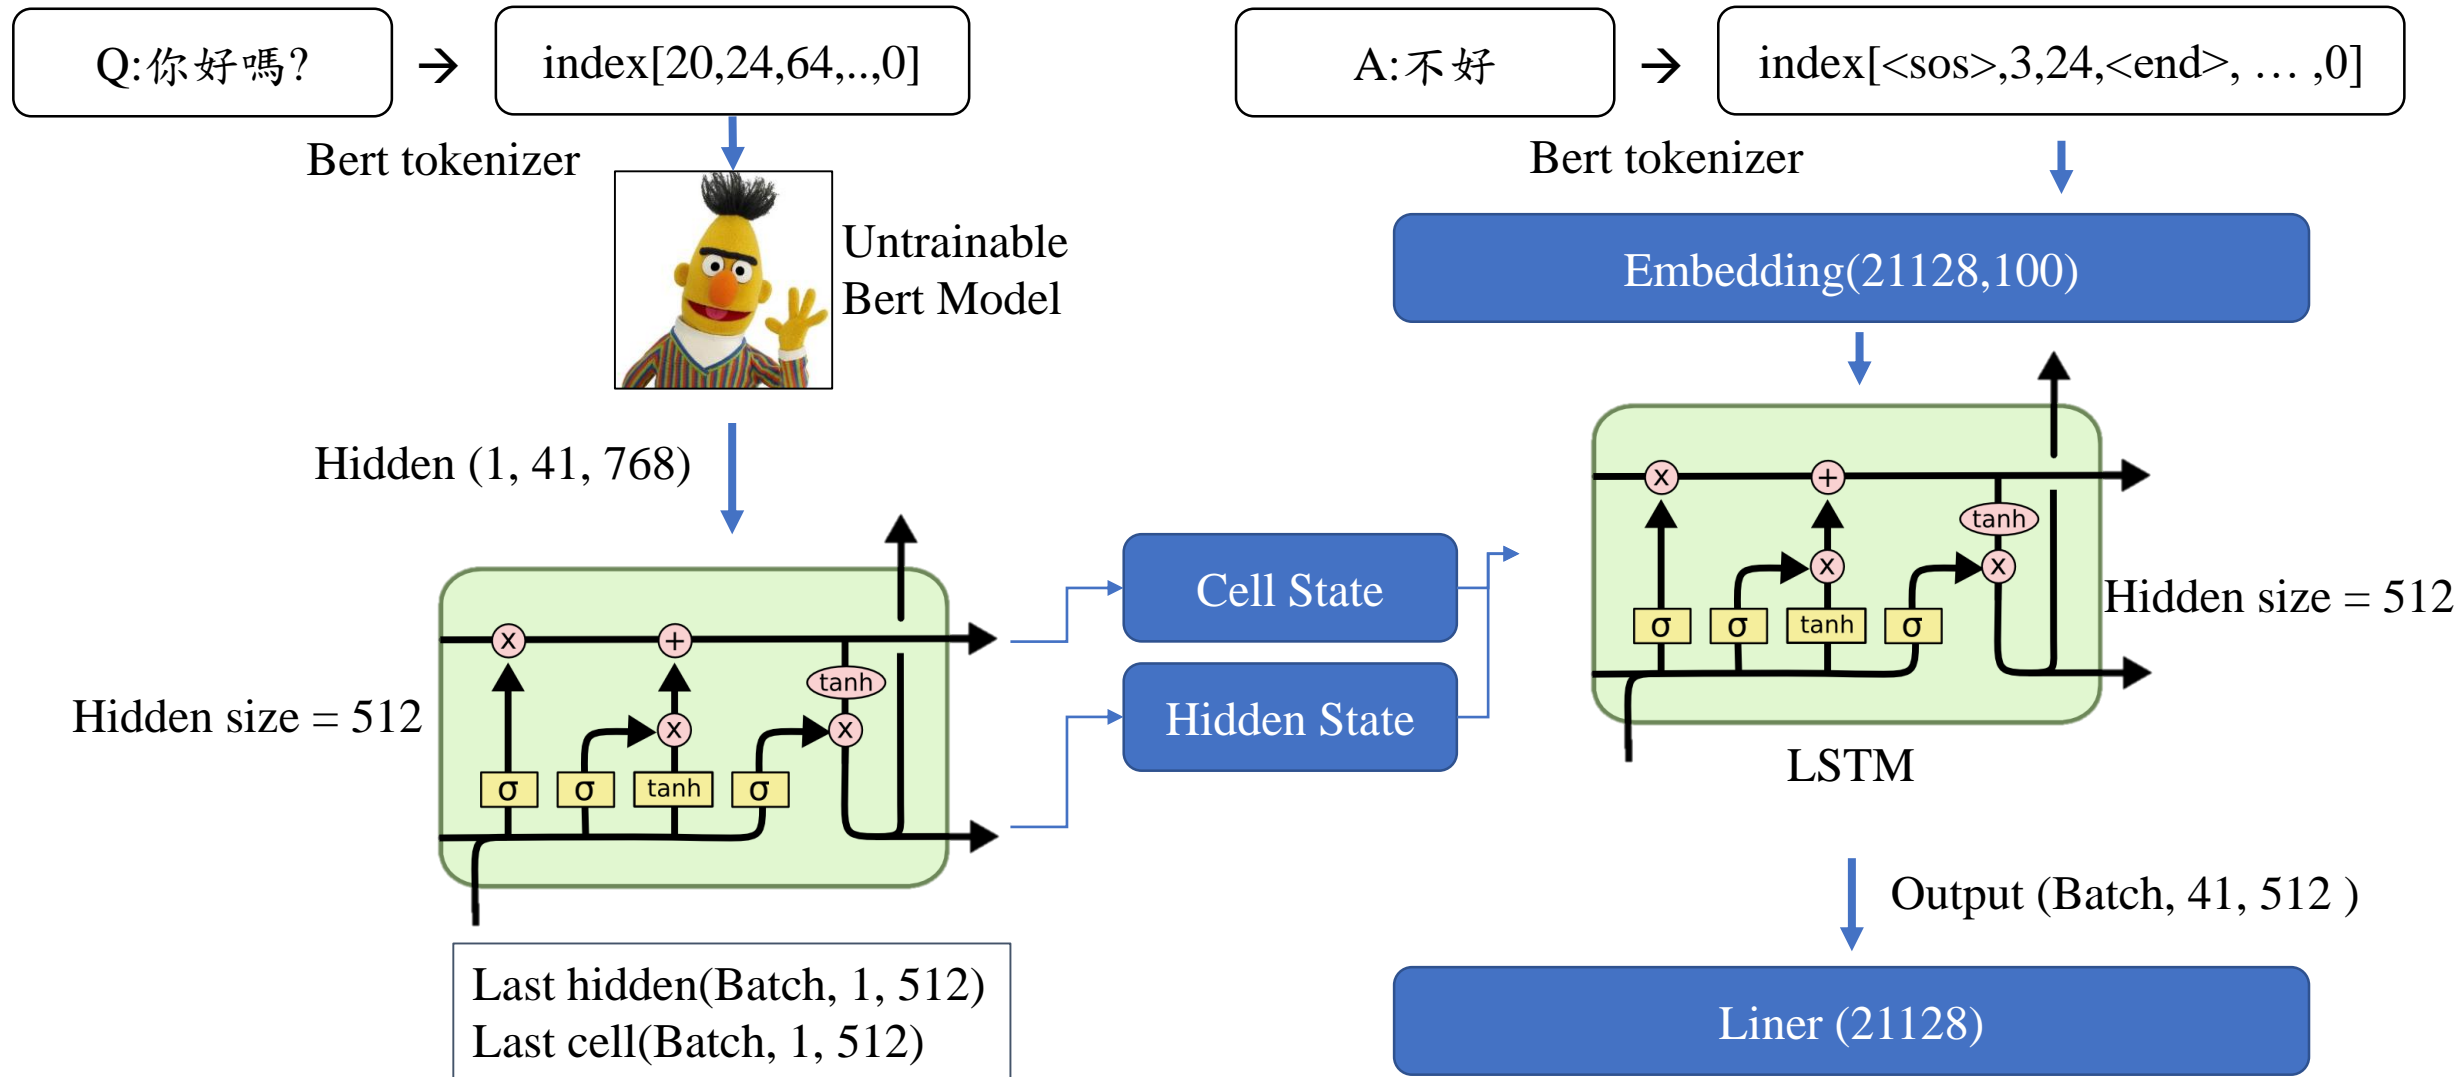 Q:你好嗎?
index[20,24,64,..,0]
Bert tokenizer
Untrainable
Bert Model
Hidden (1, 41, 768)
x
+
tanh
x
x
σ
σ
tanh
σ
Hidden size = 512
Last hidden(Batch, 1, 512)
Last cell(Batch, 1, 512)
Cell State
Hidden State
A:不好
index[<sos>,3,24,<end>, … ,0]
Bert tokenizer
Embedding(21128,100)
x
+
tanh
x
x
σ
σ
tanh
σ
Hidden size = 512
LSTM
Output (Batch, 41, 512 )
Liner (21128)